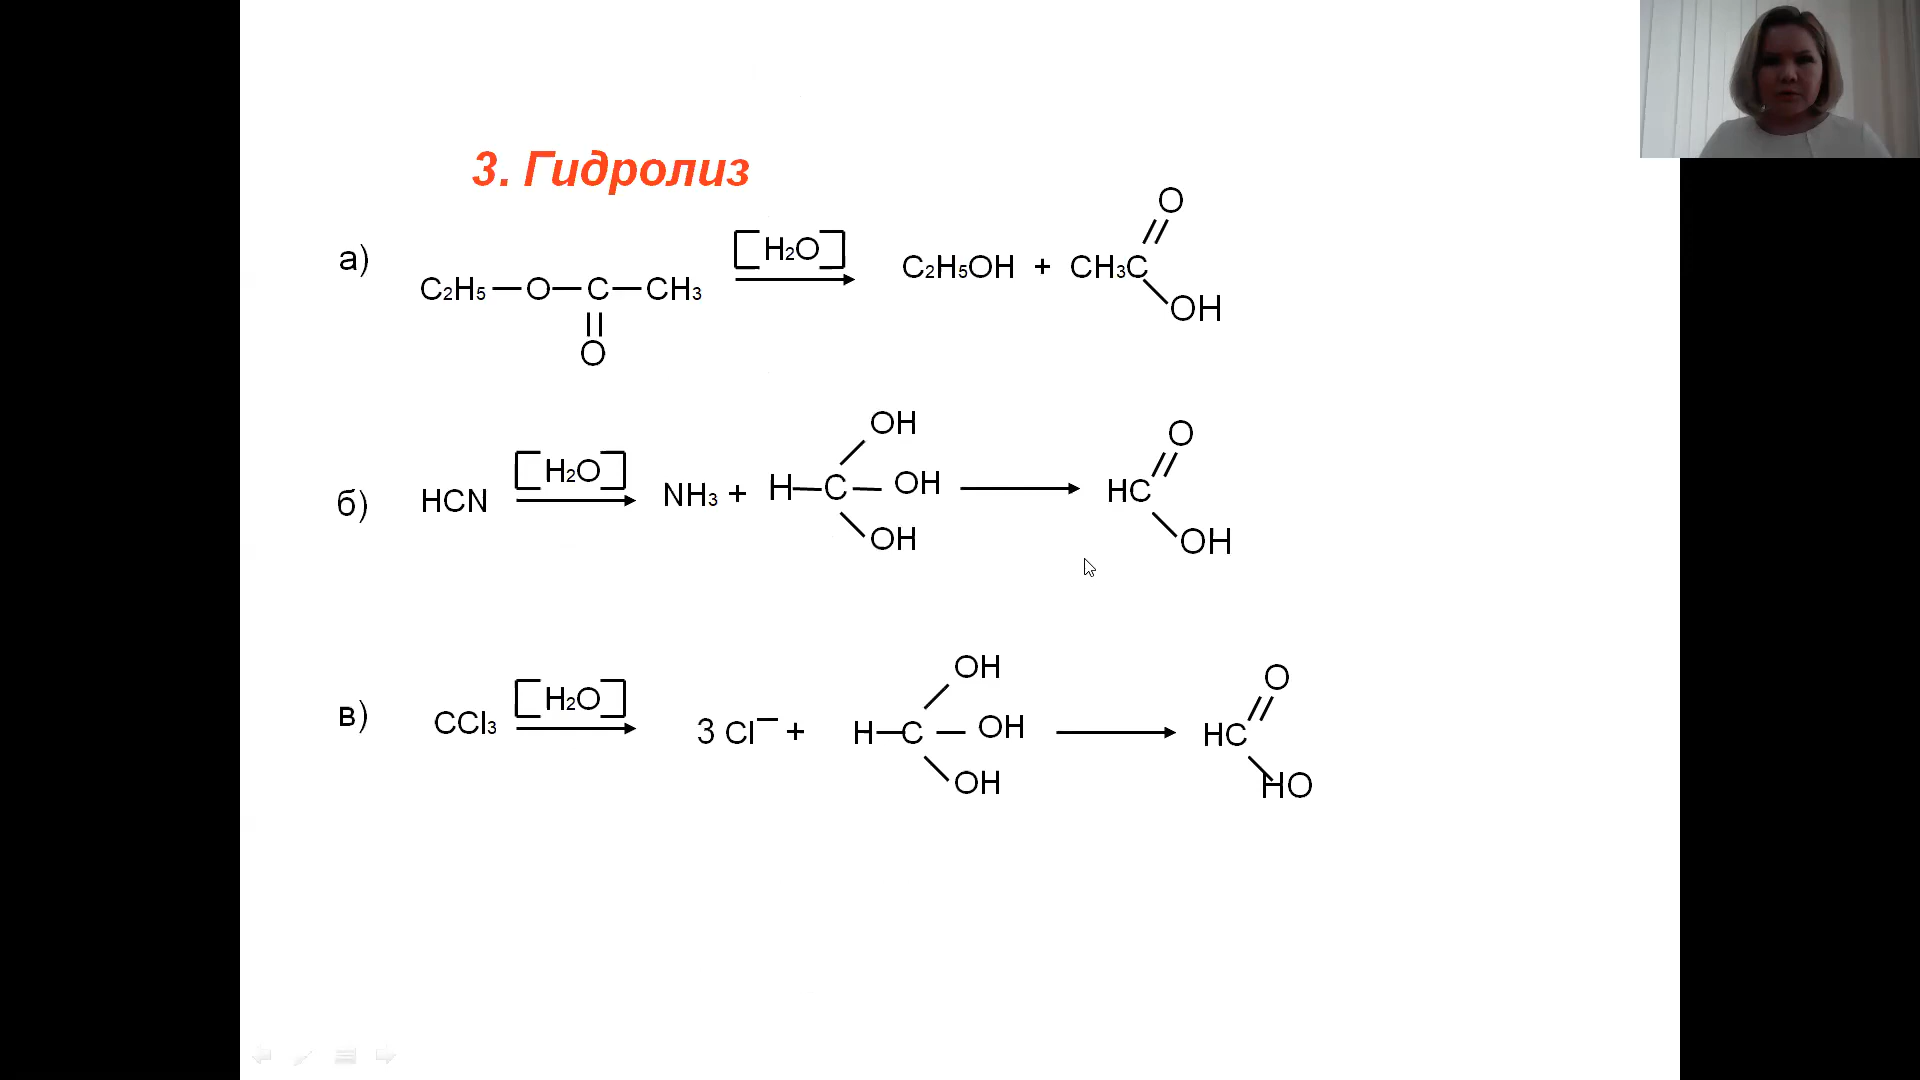 3. Гидролиз
а) C2H5—O—C—CH3 [H2O] C2H5OH + CH3C
O
OH
O
б) HCN [H2O] NH3 + H—C—OH HC
OH
OH
O
OH
в) CCl3 [H2O] 3 Cl⁻ + H—C—OH HC
OH
OH
O
HO